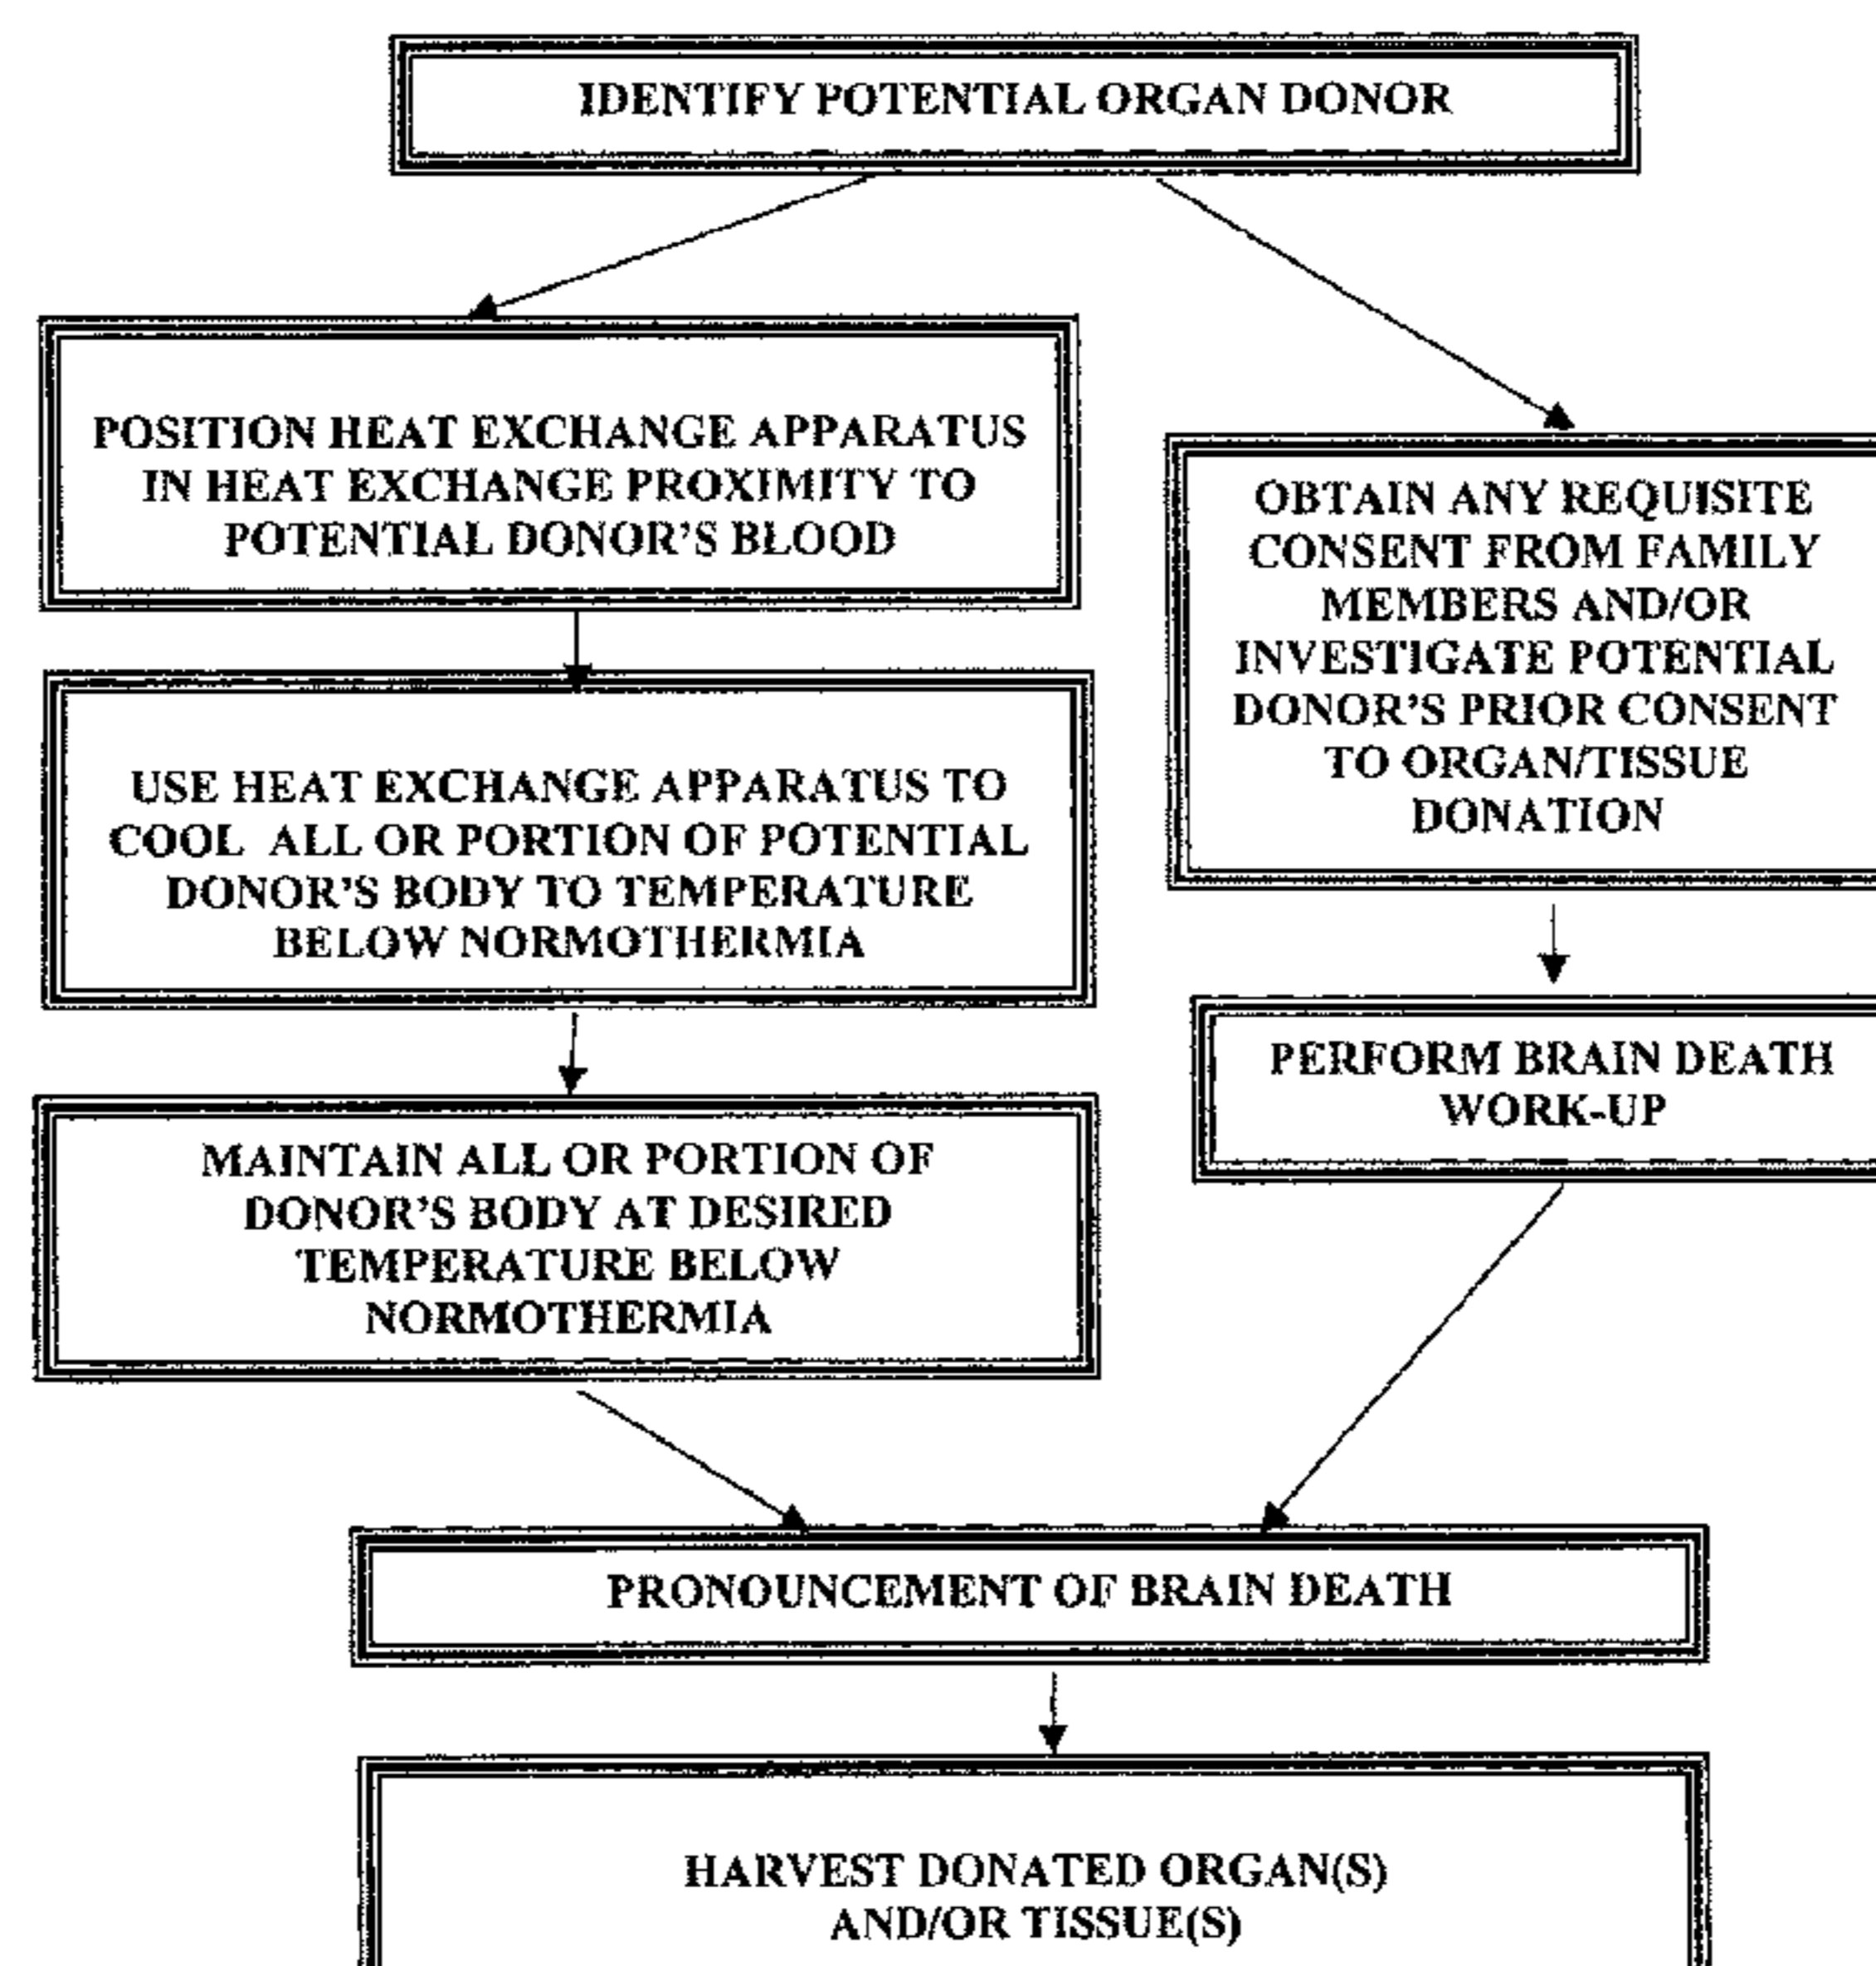 IDENTIFY POTENTIAL ORGAN DONOR
POSITION HEAT EXCHANGE APPARATUS
IN HEAT EXCHANGE PROXIMITY TO
POTENTIAL DONOR'S BLOOD
OBTAIN ANY REQUISITE
CONSENT FROM FAMILY
MEMBERS AND/OR
INVESTIGATE POTENTIAL
DONOR'S PRIOR CONSENT
TO ORGAN/TISSUE
DONATION
USE HEAT EXCHANGE APPARATUS TO
COOL ALL OR PORTION OF POTENTIAL
DONOR'S BODY TO TEMPERATURE
BELOW NORMOTHERMIA
PERFORM BRAIN DEATH
WORK-UP
MAINTAIN ALL OR PORTION OF
DONOR'S BODY AT DESIRED
TEMPERATURE BELOW
NORMOTHERMIA
PRONOUNCEMENT OF BRAIN DEATH
HARVEST DONATED ORGAN(S)
AND/OR TISSUE(S)